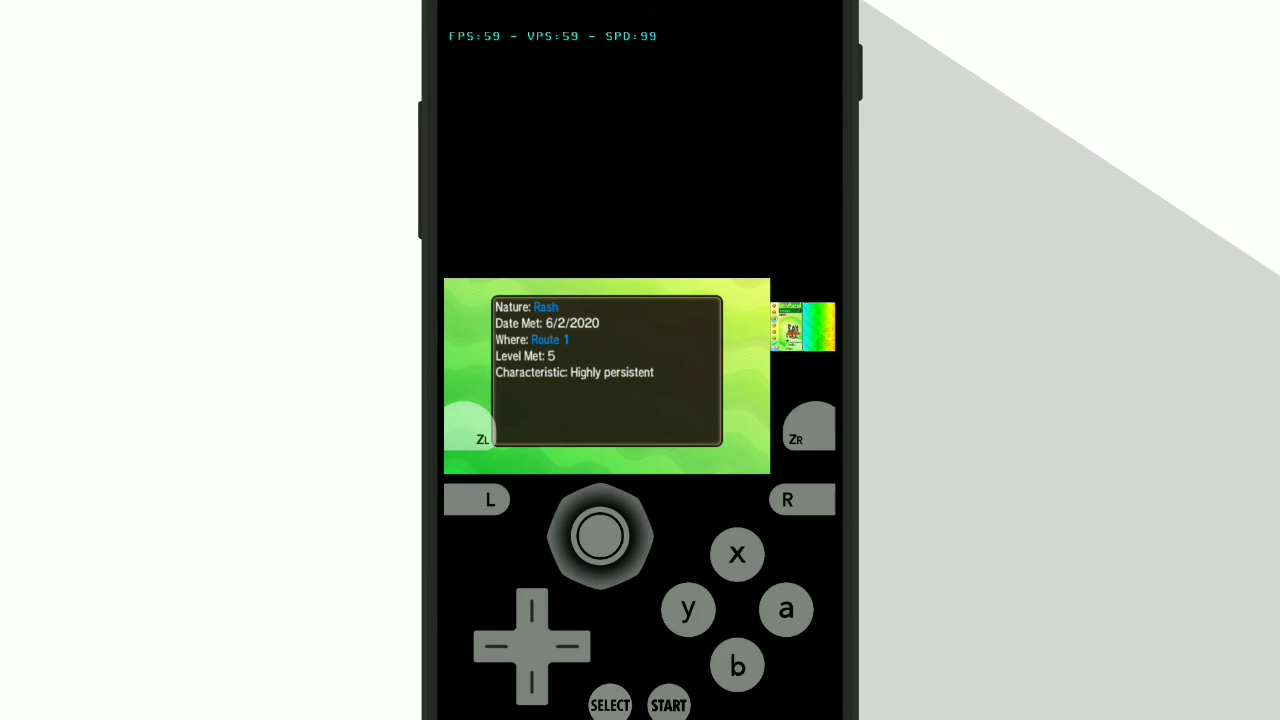 FPS:59 - VPS:59 - SPD:99
Nature: Rash
Date Met: 6/2/2020
Where: Route 1
Level Met: 5
Characteristic: Highly persistent
ZL
ZR
L
R
x
y
a
b
SELECT
START